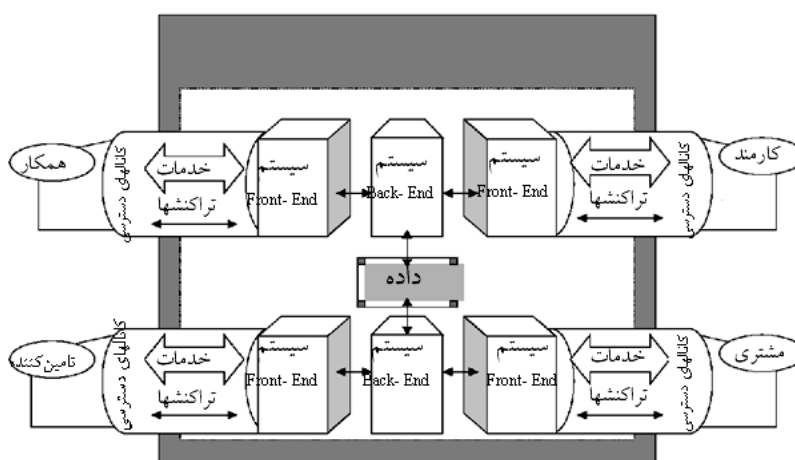 همکار
کانالهای دسترسی
خدمات
تراکنشها
سیستم
Front- End
سیستم
Back- End
سیستم
Front- End
خدمات
تراکنشها
کانالهای دسترسی
کارمند
داده
تامین‌کننده
کانالهای دسترسی
خدمات
تراکنشها
سیستم
Front- End
سیستم
Back- End
سیستم
Front- End
خدمات
تراکنشها
کانالهای دسترسی
مشتری